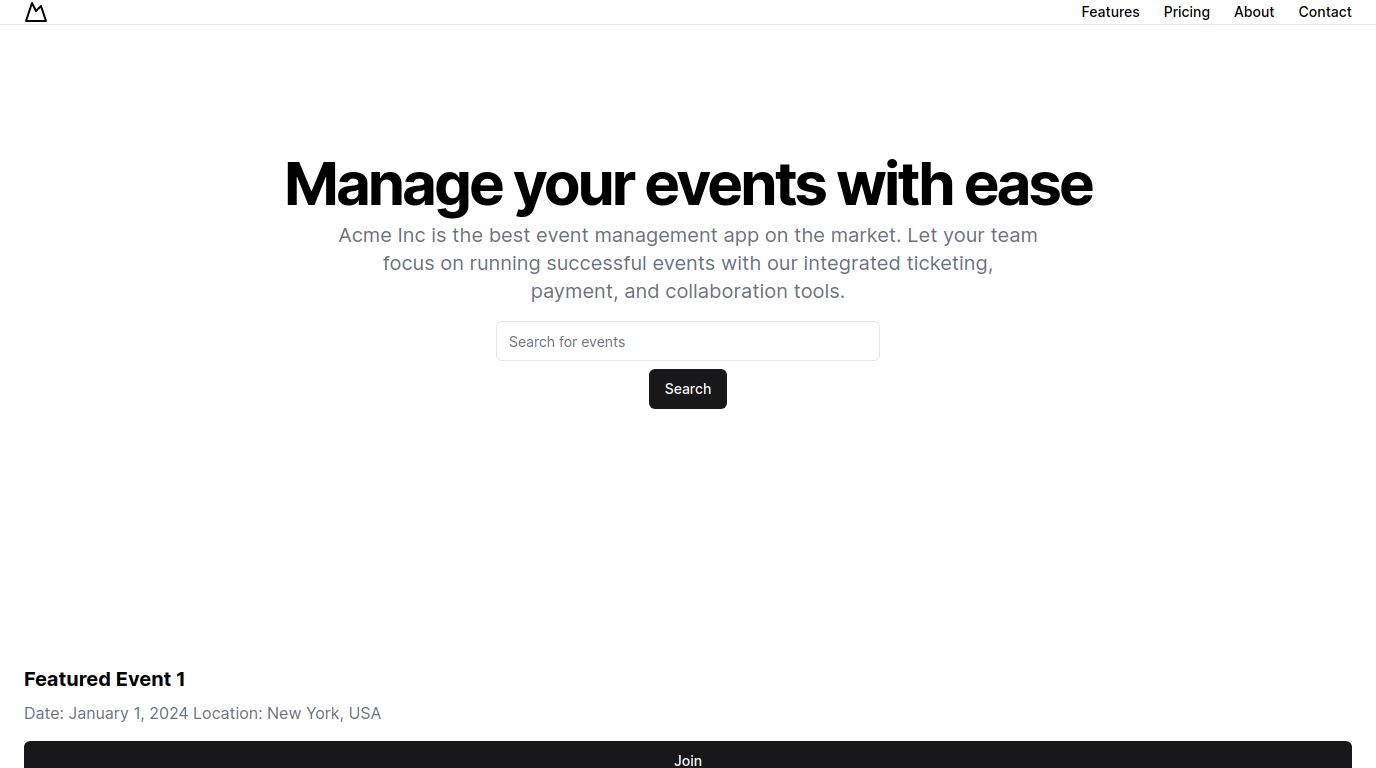 Features Pricing About Contact
Manage your events with ease
Acme Inc is the best event management app on the market. Let your team
focus on running successful events with our integrated ticketing,
payment, and collaboration tools.
Search for events
Search
Featured Event 1
Date: January 1, 2024 Location: New York, USA
Join